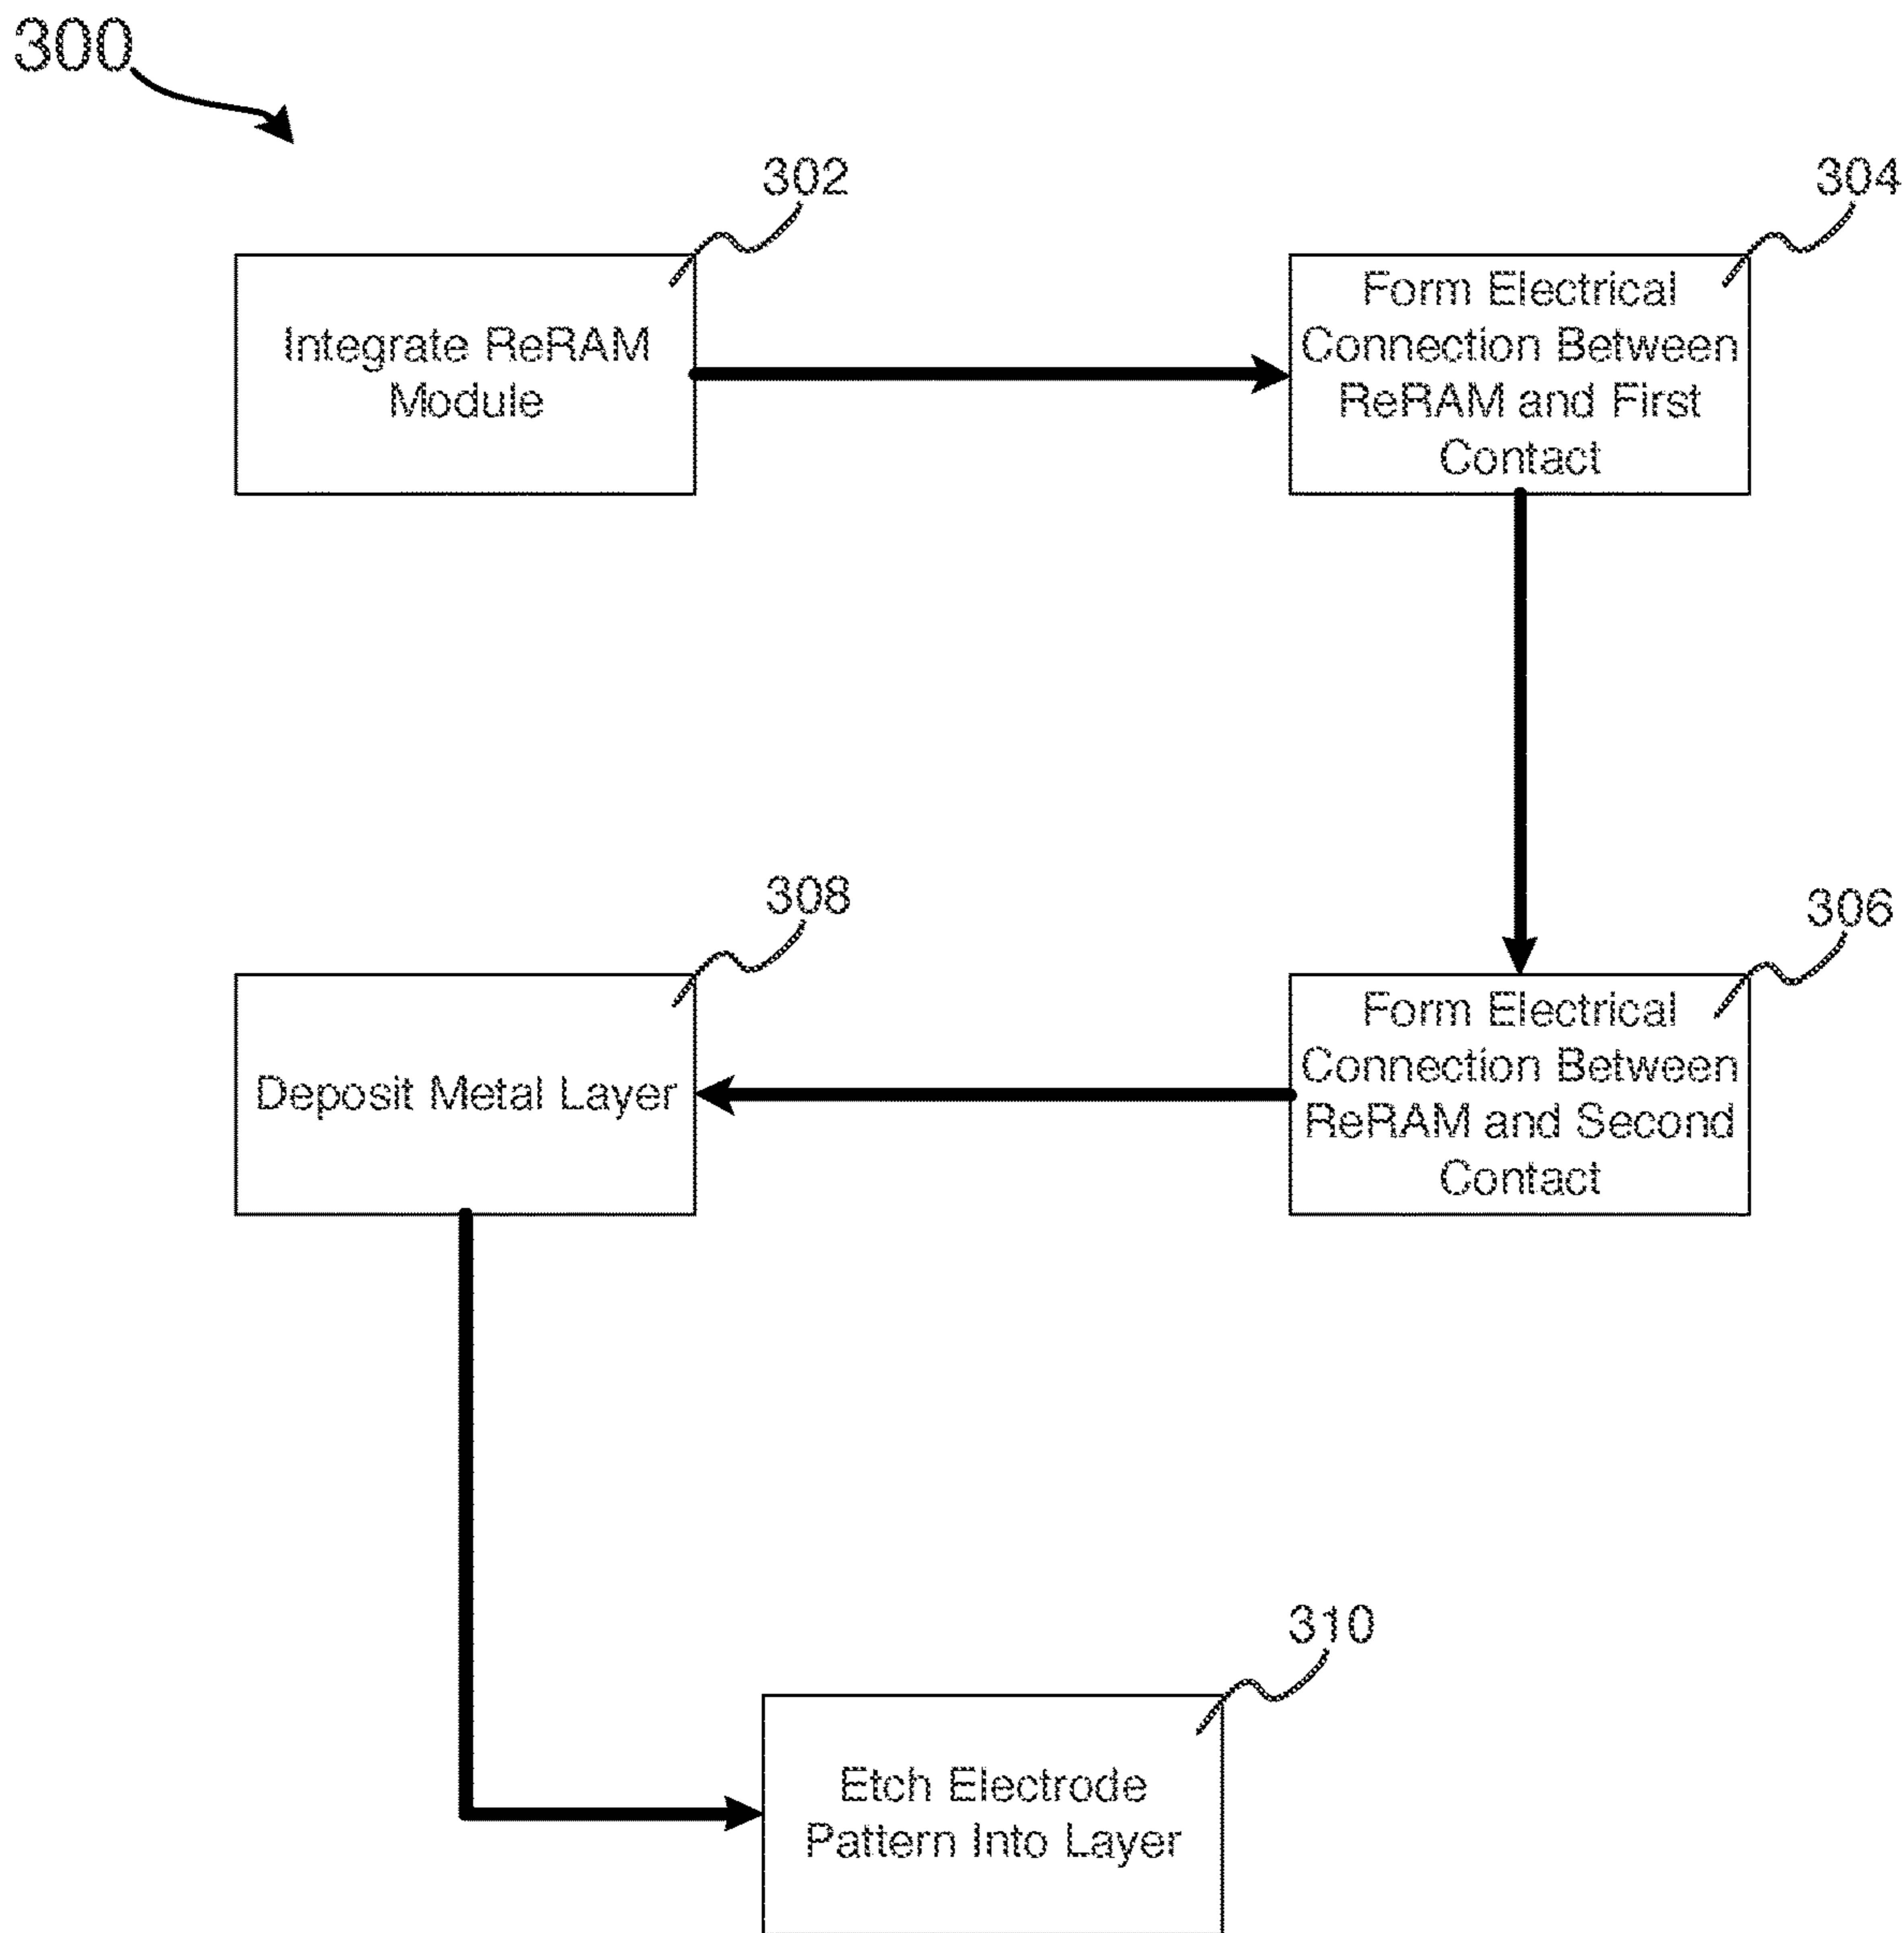 300
302
Integrate ReRAM
Module
304
Form Electrical
Connection Between
ReRAM and First
Contact
306
Form Electrical
Connection Between
ReRAM and Second
Contact
308
Deposit Metal Layer
310
Etch Electrode
Pattern Into Layer